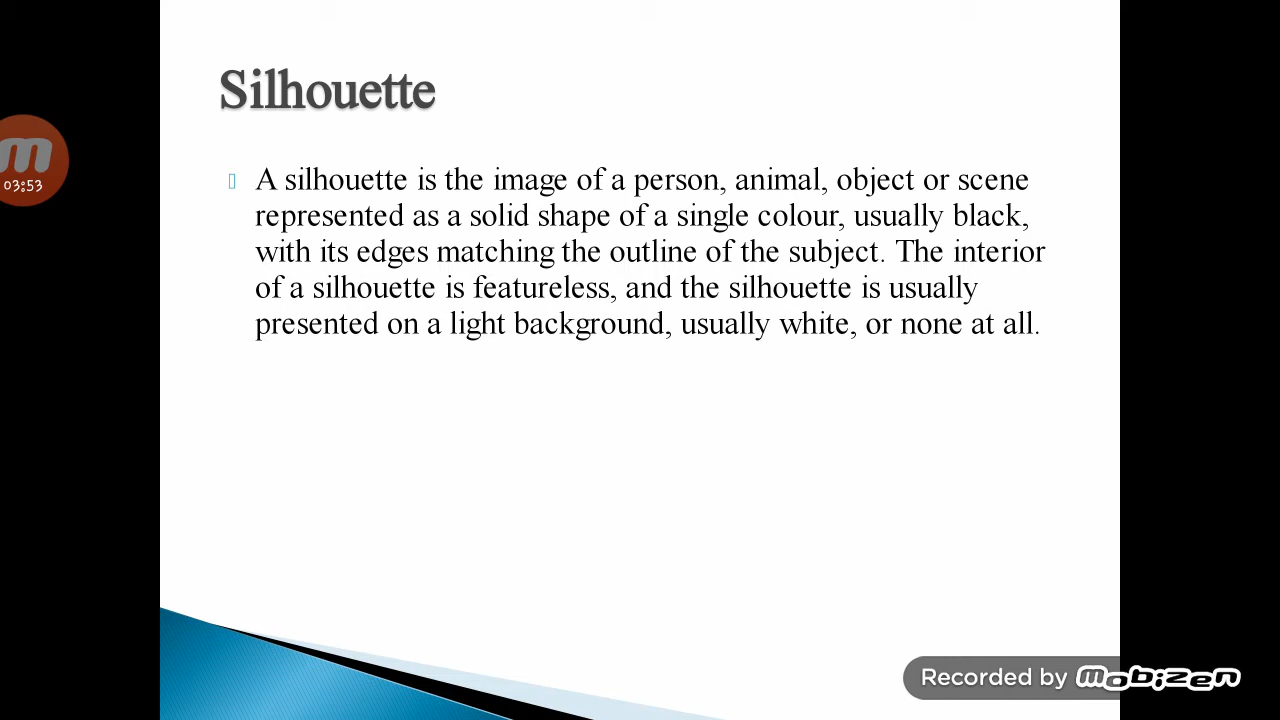 Silhouette
A silhouette is the image of a person, animal, object or scene
represented as a solid shape of a single colour, usually black,
with its edges matching the outline of the subject. The interior
of a silhouette is featureless, and the silhouette is usually
presented on a light background, usually white, or none at all.
m
03:53
Recorded by mobizen